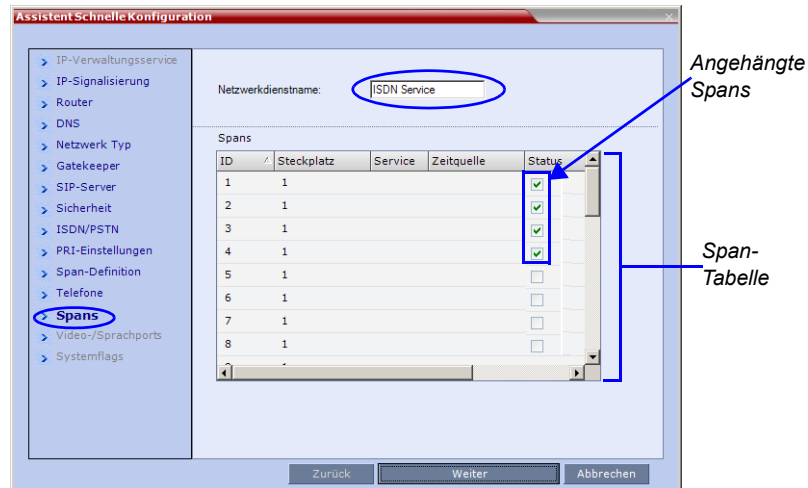 Assistent Schnelle Konfiguration
IP-Verwaltungsservice
IP-Signalisierung
Router
DNS
Netzwerk Typ
Gatekeeper
SIP-Server
Sicherheit
ISDN/PSTN
PRI-Einstellungen
Span-Definition
Telefone
Spans
Video-/Sprachports
Systemflags
Netzwerkdienstname: ISDN Service
Spans
ID Steckplatz Service Zeitquelle Status
1 1
2 1
3 1
4 1
5 1
6 1
7 1
8 1
Zurück Weiter Abbrechen
Angehängte
Spans
Span-
Tabelle